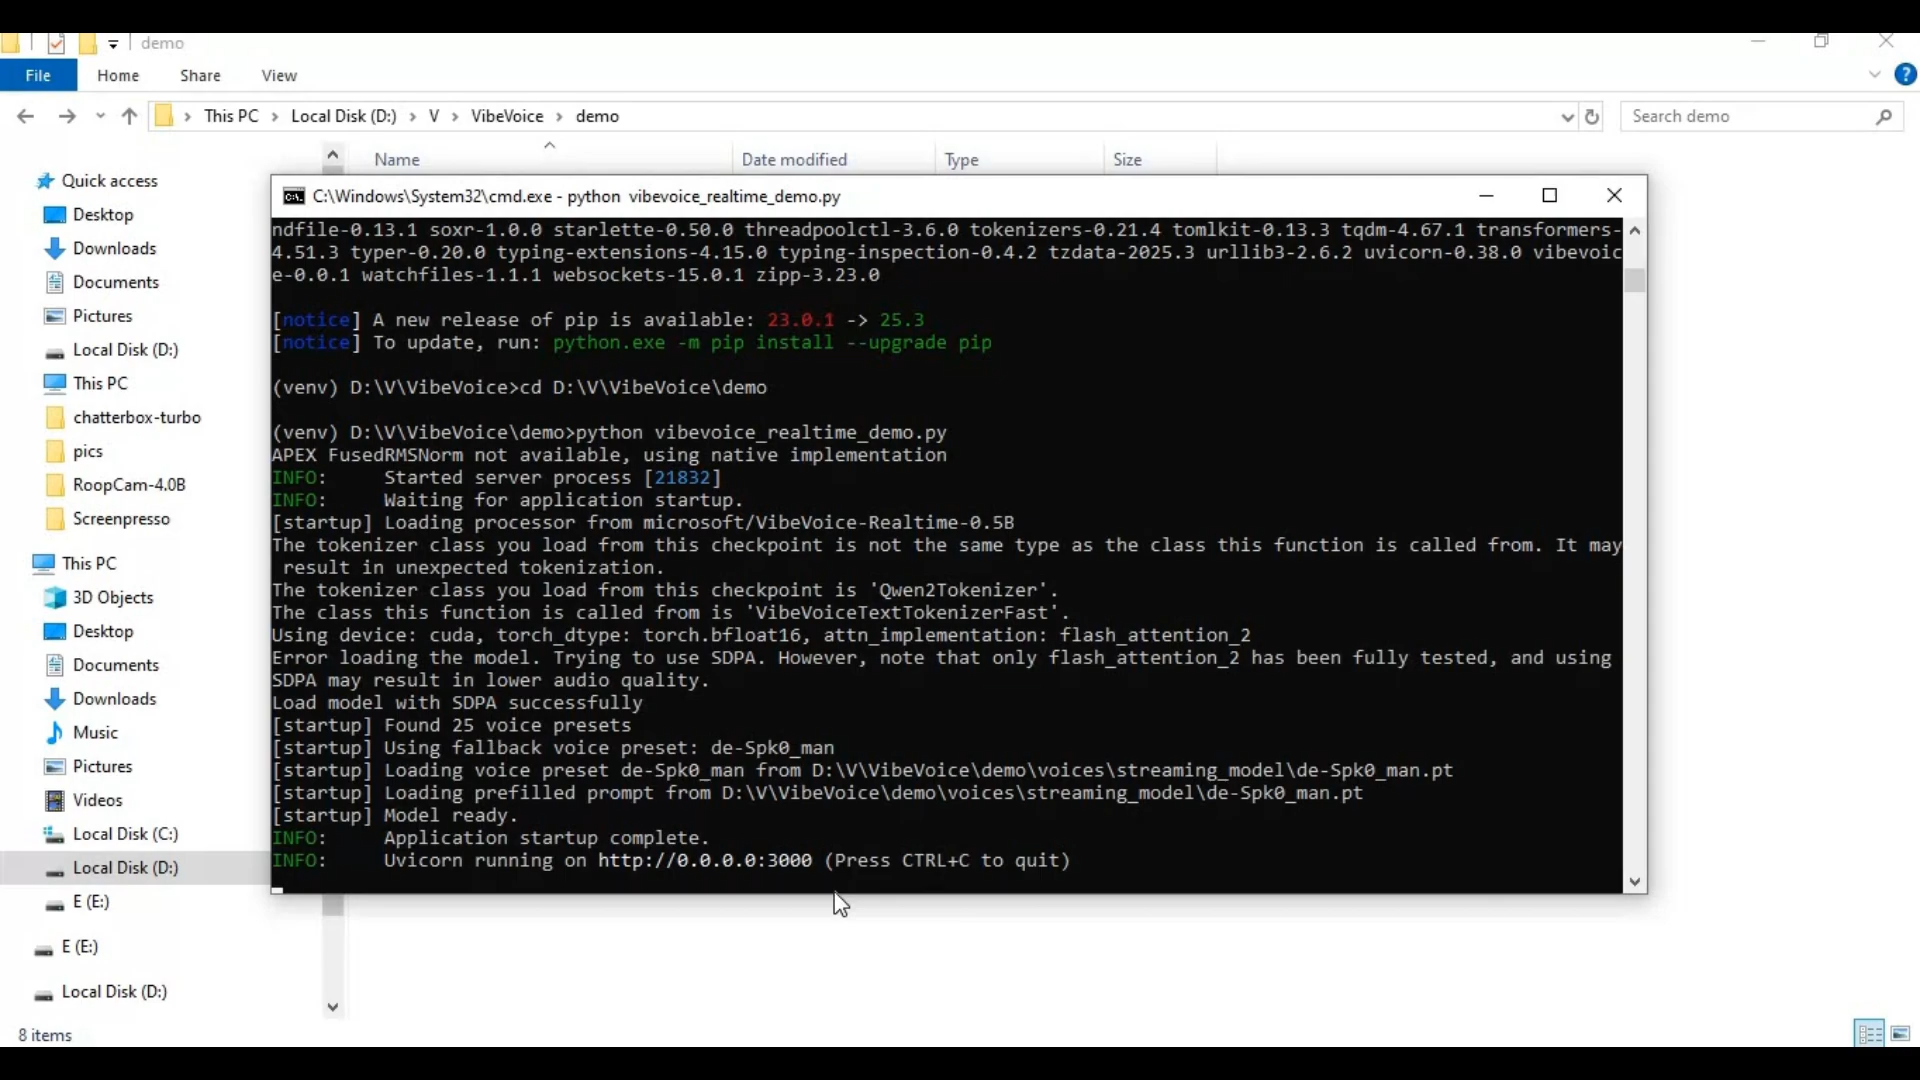 demo
File Home Share View
This PC Local Disk (D:) V VibeVoice demo
Search demo
Name Date modified Type Size
Quick access
Desktop
Downloads
Documents
Pictures
Local Disk (D:)
This PC
chatterbox-turbo
pics
RoopCam-4.0B
Screenpresso
This PC
3D Objects
Desktop
Documents
Downloads
Music
Pictures
Videos
Local Disk (C:)
Local Disk (D:)
E (E:)
E (E:)
Local Disk (D:)
8 items
C:\Windows\System32\cmd.exe - python vibevoice_realtime_demo.py
ndfile-0.13.1 soxr-1.0.0 starlette-0.50.0 threadpoolctl-3.6.0 tokenizers-0.21.4 tomlkit-0.13.3 tqdm-4.67.1 transformers-
4.51.3 typer-0.20.0 typing-extensions-4.15.0 typing-inspection-0.4.2 tzdata-2025.3 urllib3-2.6.2 uvicorn-0.38.0 vibevoic
e-0.0.1 watchfiles-1.1.1 websockets-15.0.1 zipp-3.23.0
[notice] A new release of pip is available: 23.0.1 -> 25.3
[notice] To update, run: python.exe -m pip install --upgrade pip
(venv) D:\V\VibeVoice>cd D:\V\VibeVoice\demo
(venv) D:\V\VibeVoice\demo>python vibevoice_realtime_demo.py
APEX FusedRMSNorm not available, using native implementation
INFO: Started server process [21832]
INFO: Waiting for application startup.
[startup] Loading processor from microsoft/VibeVoice-Realtime-0.5B
The tokenizer class you load from this checkpoint is not the same type as the class this function is called from. It may
result in unexpected tokenization.
The tokenizer class you load from this checkpoint is 'Qwen2Tokenizer'.
The class this function is called from is 'VibeVoiceTextTokenizerFast'.
Using device: cuda, torch_dtype: torch.bfloat16, attn_implementation: flash_attention_2
Error loading the model. Trying to use SDPA. However, note that only flash_attention_2 has been fully tested, and using
SDPA may result in lower audio quality.
Load model with SDPA successfully
[startup] Found 25 voice presets
[startup] Using fallback voice preset: de-Spk0_man
[startup] Loading voice preset de-Spk0_man from D:\V\VibeVoice\demo\voices\streaming_model\de-Spk0_man.pt
[startup] Loading prefilled prompt from D:\V\VibeVoice\demo\voices\streaming_model\de-Spk0_man.pt
[startup] Model ready.
INFO: Application startup complete.
INFO: Uvicorn running on http://0.0.0.0:3000 (Press CTRL+C to quit)